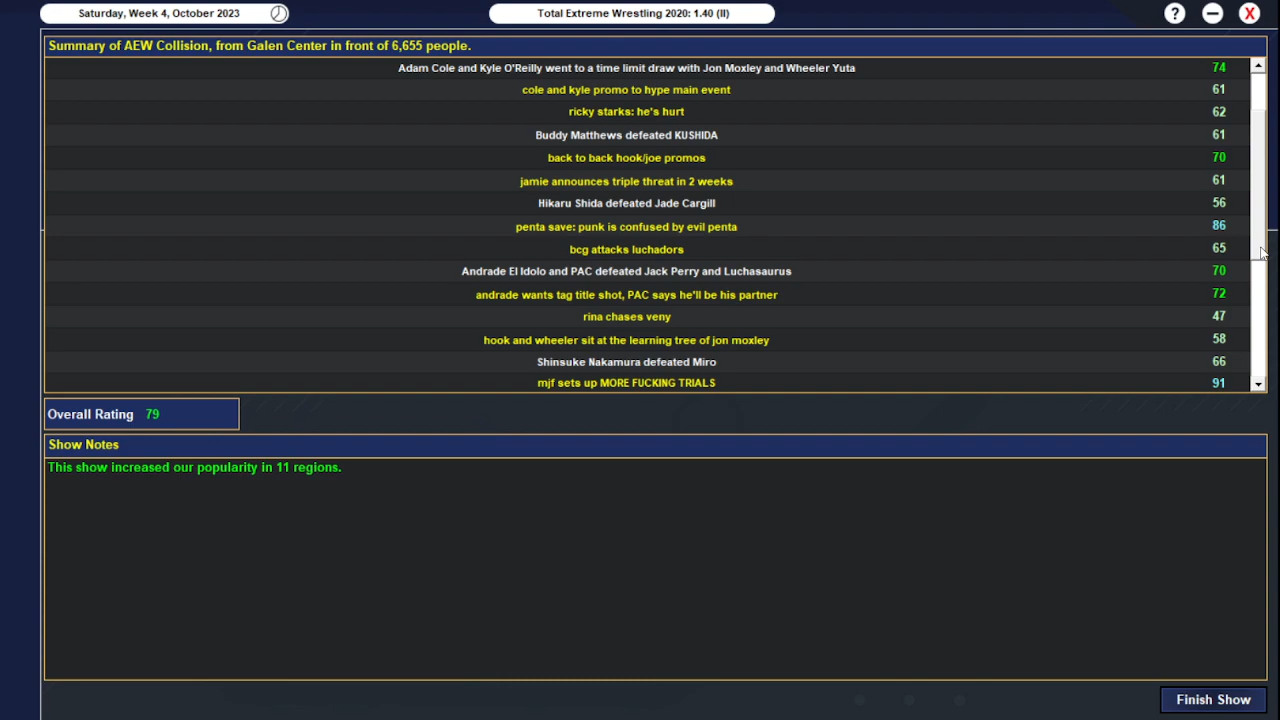 Saturday, Week 4, October 2023
Total Extreme Wrestling 2020: 1.40 (II)
? – X
Summary of AEW Collision, from Galen Center in front of 6,655 people.
Adam Cole and Kyle O'Reilly went to a time limit draw with Jon Moxley and Wheeler Yuta 74
cole and kyle promo to hype main event 61
ricky starks: he's hurt 62
Buddy Matthews defeated KUSHIDA 61
back to back hook/joe promos 70
jamie announces triple threat in 2 weeks 61
Hikaru Shida defeated Jade Cargill 56
penta save: punk is confused by evil penta 86
bcg attacks luchadors 65
Andrade El Idolo and PAC defeated Jack Perry and Luchasaurus 70
andrade wants tag title shot, PAC says he'll be his partner 72
rina chases veny 47
hook and wheeler sit at the learning tree of jon moxley 58
Shinsuke Nakamura defeated Miro 66
mjf sets up MORE FUCKING TRIALS 91
Overall Rating 79
Show Notes
This show increased our popularity in 11 regions.
Finish Show